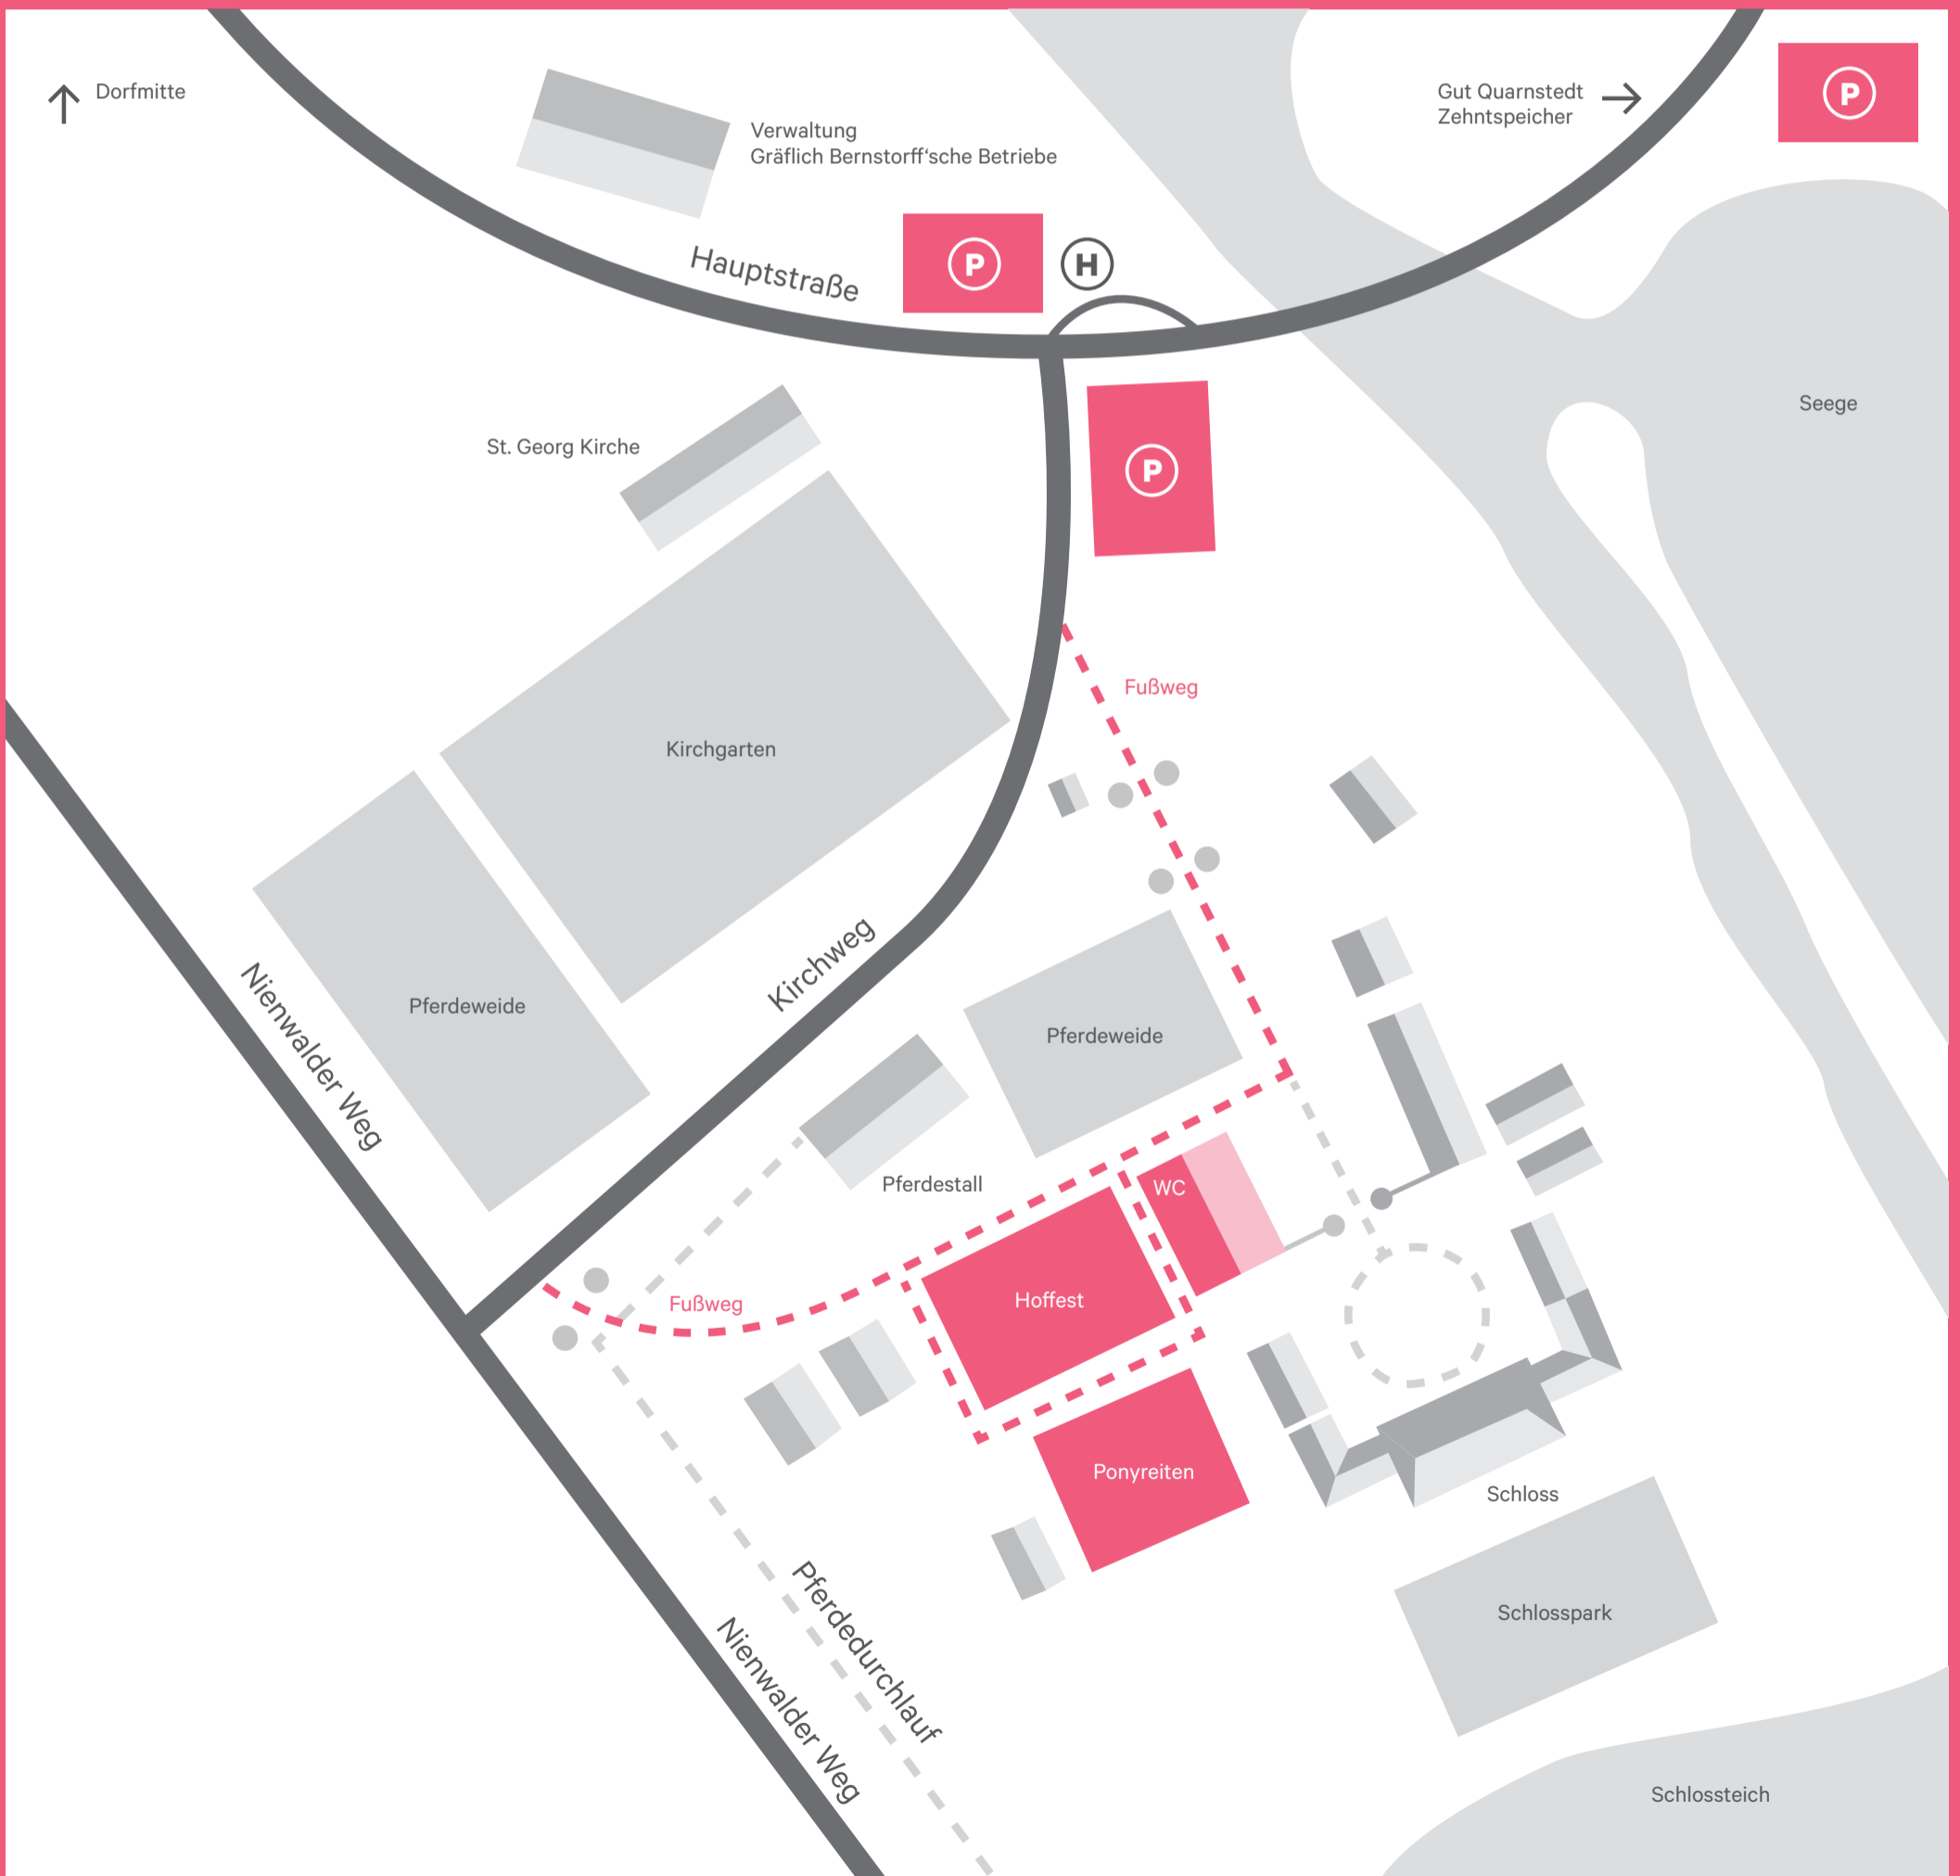 Dorfmitte
Verwaltung
Gräflich Bernstorff‘sche Betriebe
Gut Quarnstedt
Zehntspeicher
P
Hauptstraße
P
H
St. Georg Kirche
P
Seege
Fußweg
Kirchgarten
Pferdeweide
Kirchweg
Nienwalder Weg
Pferdeweide
Pferdestall
WC
Fußweg
Hoffest
Ponyreiten
Schloss
Pferdedurchlauf
Nienwalder Weg
Schlosspark
Schlossteich